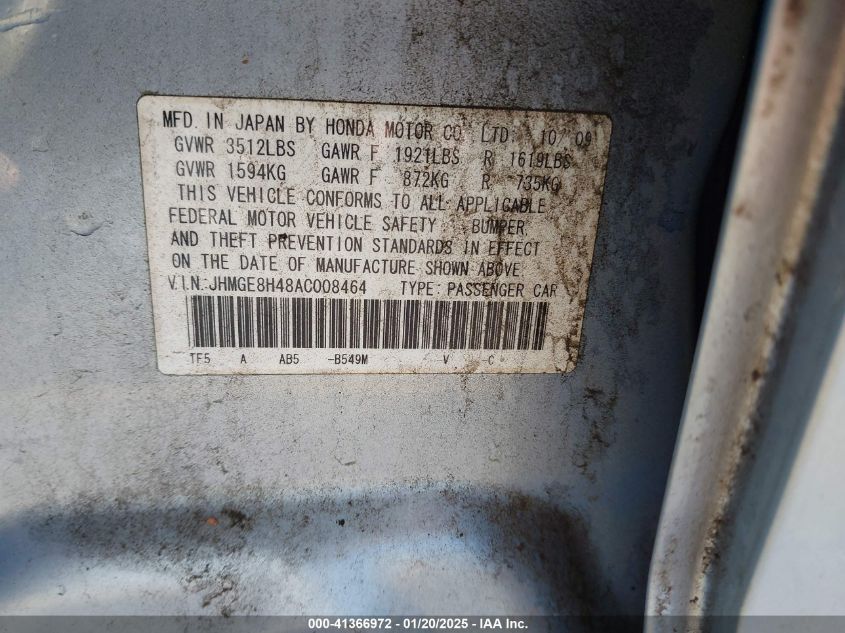 MFD. IN JAPAN BY HONDA MOTOR CO. LTD 10/09
GVWR 3512LBS GAWR F 1921LBS R 1619LBS
GVWR 1594KG GAWR F 872KG R 735KG
THIS VEHICLE CONFORMS TO ALL APPLICABLE
FEDERAL MOTOR VEHICLE SAFETY BUMPER
AND THEFT PREVENTION STANDARDS IN EFFECT
ON THE DATE OF MANUFACTURE SHOWN ABOVE.
V.I.N.:JHMGE8H48AC008464 TYPE: PASSENGER CAR
TF5 A AB5 -B549M V C
000-41366972 - 01/20/2025 - IAA Inc.